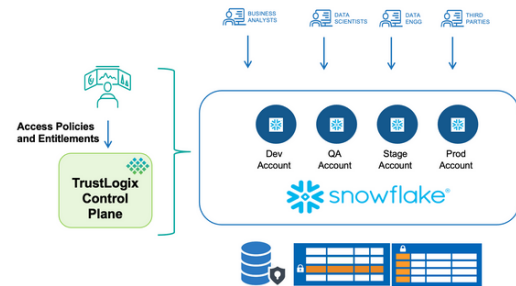 BUSINESS
ANALYSTS
DATA
SCIENTISTS
DATA
ENGG
THIRD
PARTIES
Access Policies
and Entitlements
TrustLogix
Control
Plane
Dev
Account
QA
Account
Stage
Account
Prod
Account
snowflake®